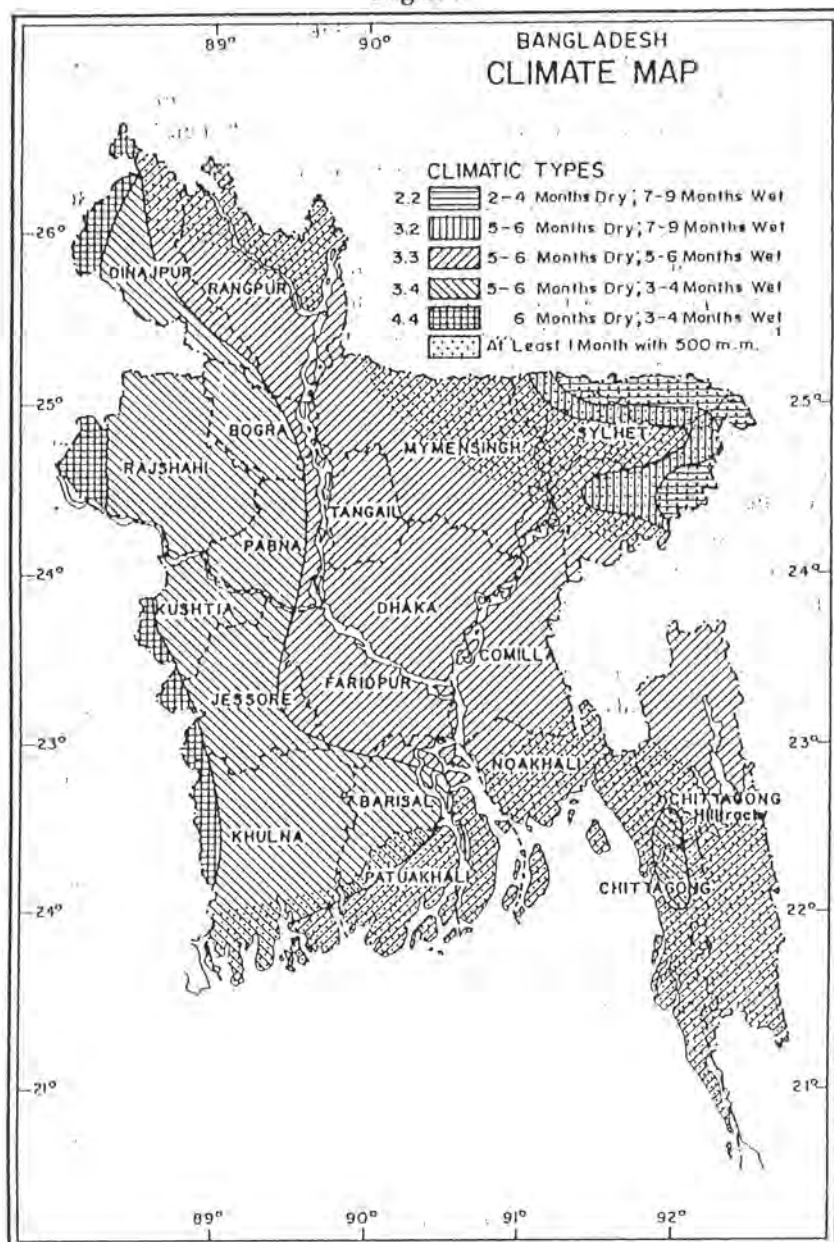 89° 90°
BANGLADESH
CLIMATE MAP
CLIMATIC TYPES
2.2 2-4 Months Dry; 7-9 Months Wet
3.2 5-6 Months Dry; 7-9 Months Wet
3.3 5-6 Months Dry; 5-6 Months Wet
3.4 5-6 Months Dry; 3-4 Months Wet
4.4 6 Months Dry; 3-4 Months Wet
At Least 1 Month with 500 m.m.
26°
DINAJPUR
RANGPUR
25° 25°
BOGRA
MYMENSINGH
SYLHET
RAJSHAHI
TANGAIL
PABNA
24° 24°
KUSHTIA
DHAKA
COMILL
JESSORE
FARIDPUR
23° 23°
NOAKHALI
BARISAL
CHITTAGONG
Hilltracty
KHULNA
PATUAKHALI
CHITTAGONG
24° 22°
21° 21°
89° 90° 91° 92°